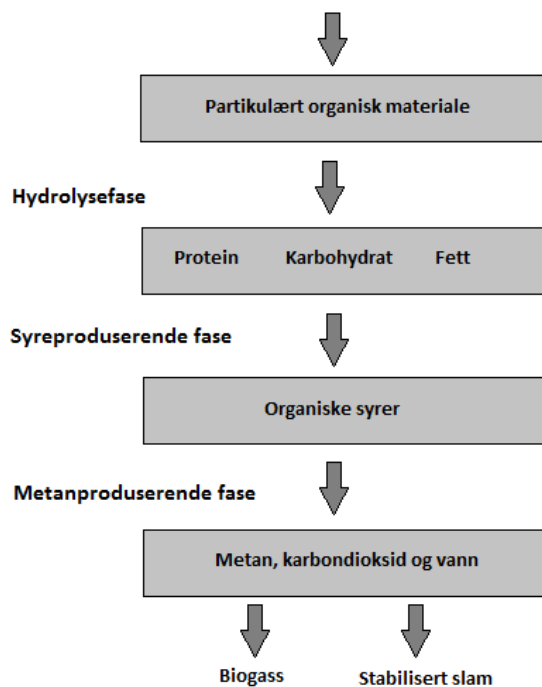 Partikulært organisk materiale
Hydrolysefase
Protein Karbohydrat Fett
Syreproduserende fase
Organiske syrer
Metanproduserende fase
Metan, karbondioksid og vann
Biogass Stabilisert slam